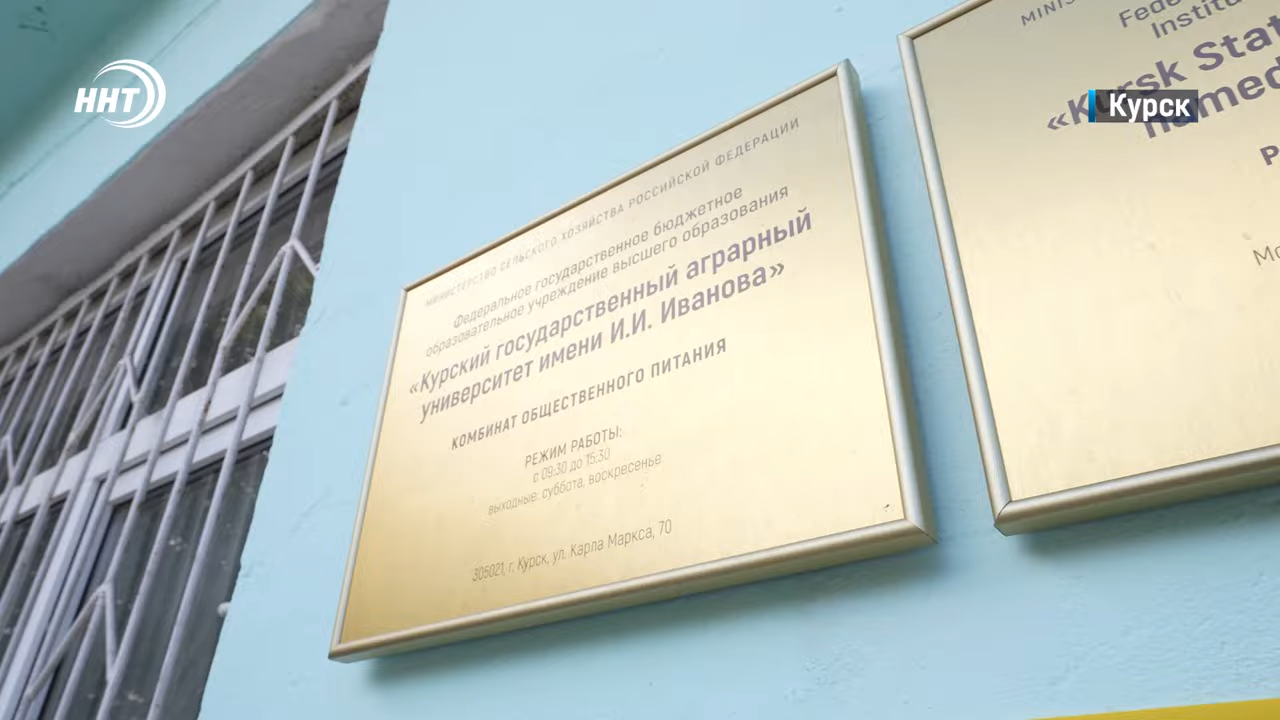 ННТ
Курск
МИНИСТЕРСТВО СЕЛЬСКОГО ХОЗЯЙСТВА РОССИЙСКОЙ ФЕДЕРАЦИИ
Федеральное государственное бюджетное
образовательное учреждение высшего образования
«Курский государственный аграрный
университет имени И.И. Иванова»
КОМБИНАТ ОБЩЕСТВЕННОГО ПИТАНИЯ
РЕЖИМ РАБОТЫ:
с 09:30 до 15:30
выходные: суббота, воскресенье
305021, г. Курск, ул. Карла Маркса, 70
«Kursk Stat
named